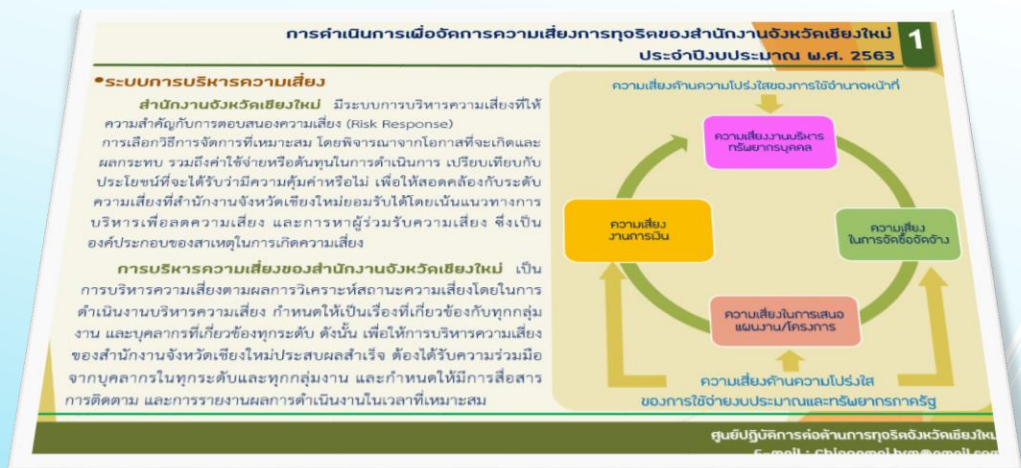 การดำเนินการเพื่อจัดการความเสี่ยงการทุจริตของสำนักงานจังหวัดเชียงใหม่
ประจำปีงบประมาณ พ.ศ. 2563
1
•ระบบการบริหารความเสี่ยง
สำนักงานจังหวัดเชียงใหม่ มีระบบการบริหารความเสี่ยงที่ให้
ความสำคัญกับการตอบสนองความเสี่ยง (Risk Response)
การเลือกวิธีการจัดการที่เหมาะสม โดยพิจารณาจากโอกาสที่จะเกิดและ
ผลกระทบ รวมถึงค่าใช้จ่ายหรือต้นทุนในการดำเนินการ เปรียบเทียบกับ
ประโยชน์ที่จะได้รับว่ามีความคุ้มค่าหรือไม่ เพื่อให้สอดคล้องกับระดับ
ความเสี่ยงที่สำนักงานจังหวัดเชียงใหม่ยอมรับได้โดยเน้นแนวทางการ
บริหารเพื่อลดความเสี่ยง และการหาผู้ร่วมรับความเสี่ยง ซึ่งเป็น
องค์ประกอบของสาเหตุในการเกิดความเสี่ยง
การบริหารความเสี่ยงของสำนักงานจังหวัดเชียงใหม่ เป็น
การบริหารความเสี่ยงตามผลการวิเคราะห์สถานะความเสี่ยงโดยในการ
ดำเนินงานบริหารความเสี่ยง กำหนดให้เป็นเรื่องที่เกี่ยวข้องกับทุกกลุ่ม
งาน และบุคลากรที่เกี่ยวข้องทุกระดับ ดังนั้น เพื่อให้การบริหารความเสี่ยง
ของสำนักงานจังหวัดเชียงใหม่ประสบผลสำเร็จ ต้องได้รับความร่วมมือ
จากบุคลากรในทุกระดับและทุกกลุ่มงาน และกำหนดให้มีการสื่อสาร
การติดตาม และการรายงานผลการดำเนินงานในเวลาที่เหมาะสม
ความเสี่ยงด้านความโปร่งใสของการใช้อำนาจหน้าที่
ความเสี่ยงงานบริหาร
ทรัพยากรบุคคล
ความเสี่ยง
งานการเงิน
ความเสี่ยง
ในการจัดซื้อจัดจ้าง
ความเสี่ยงในการเสนอ
แผนงาน/โครงการ
ความเสี่ยงด้านความโปร่งใส
ของการใช้จ่ายงบประมาณและทรัพยากรภาครัฐ
ศูนย์ปฏิบัติการต่อต้านการทุจริตจังหวัดเชียงใหม่
E-mail :